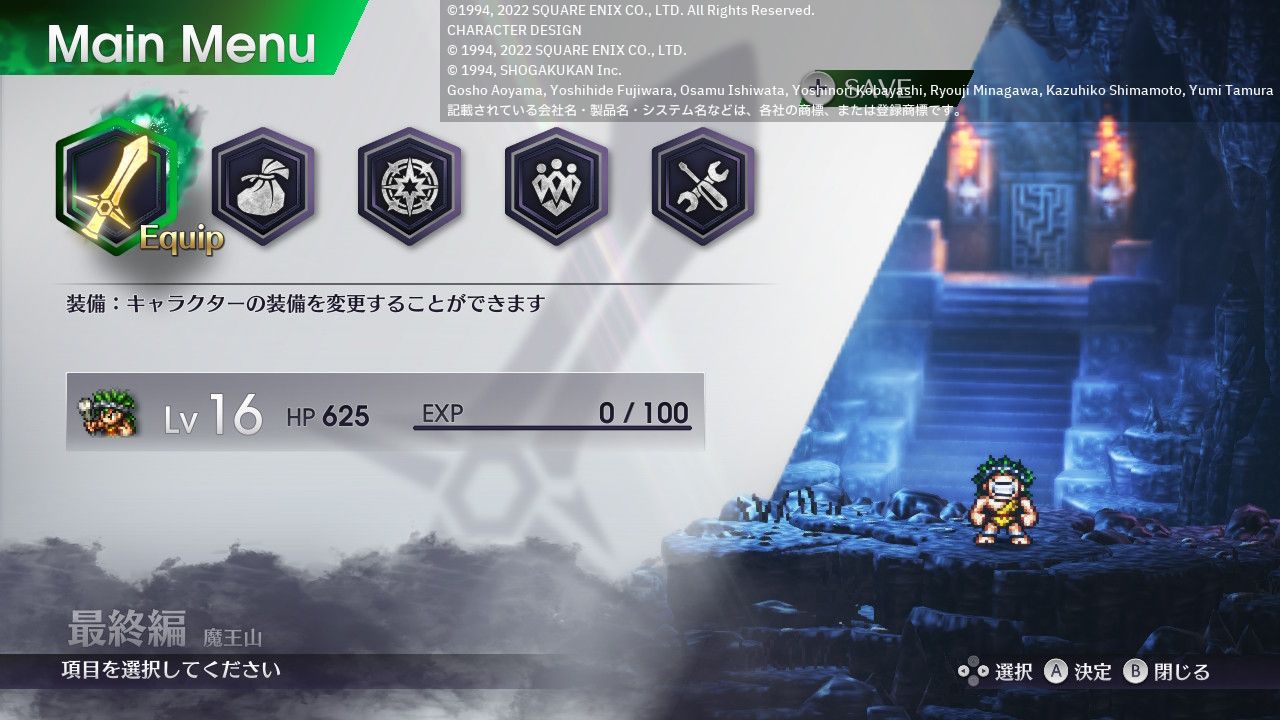 Main Menu
©1994, 2022 SQUARE ENIX CO., LTD. All Rights Reserved.
CHARACTER DESIGN
© 1994, 2022 SQUARE ENIX CO., LTD.
© 1994, SHOGAKUKAN Inc.
Gosho Aoyama, Yoshihide Fujiwara, Osamu Ishiwata, Yoshinori Kobayashi, Ryouji Minagawa, Kazuhiko Shimamoto, Yumi Tamura
記載されている会社名・製品名・システム名などは、各社の商標、または登録商標です。
+ SAVE
Equip
装備：キャラクターの装備を変更することができます
Lv 16 HP 625 EXP 0 / 100
最終編 魔王山
項目を選択してください
選択 A 決定 B 閉じる